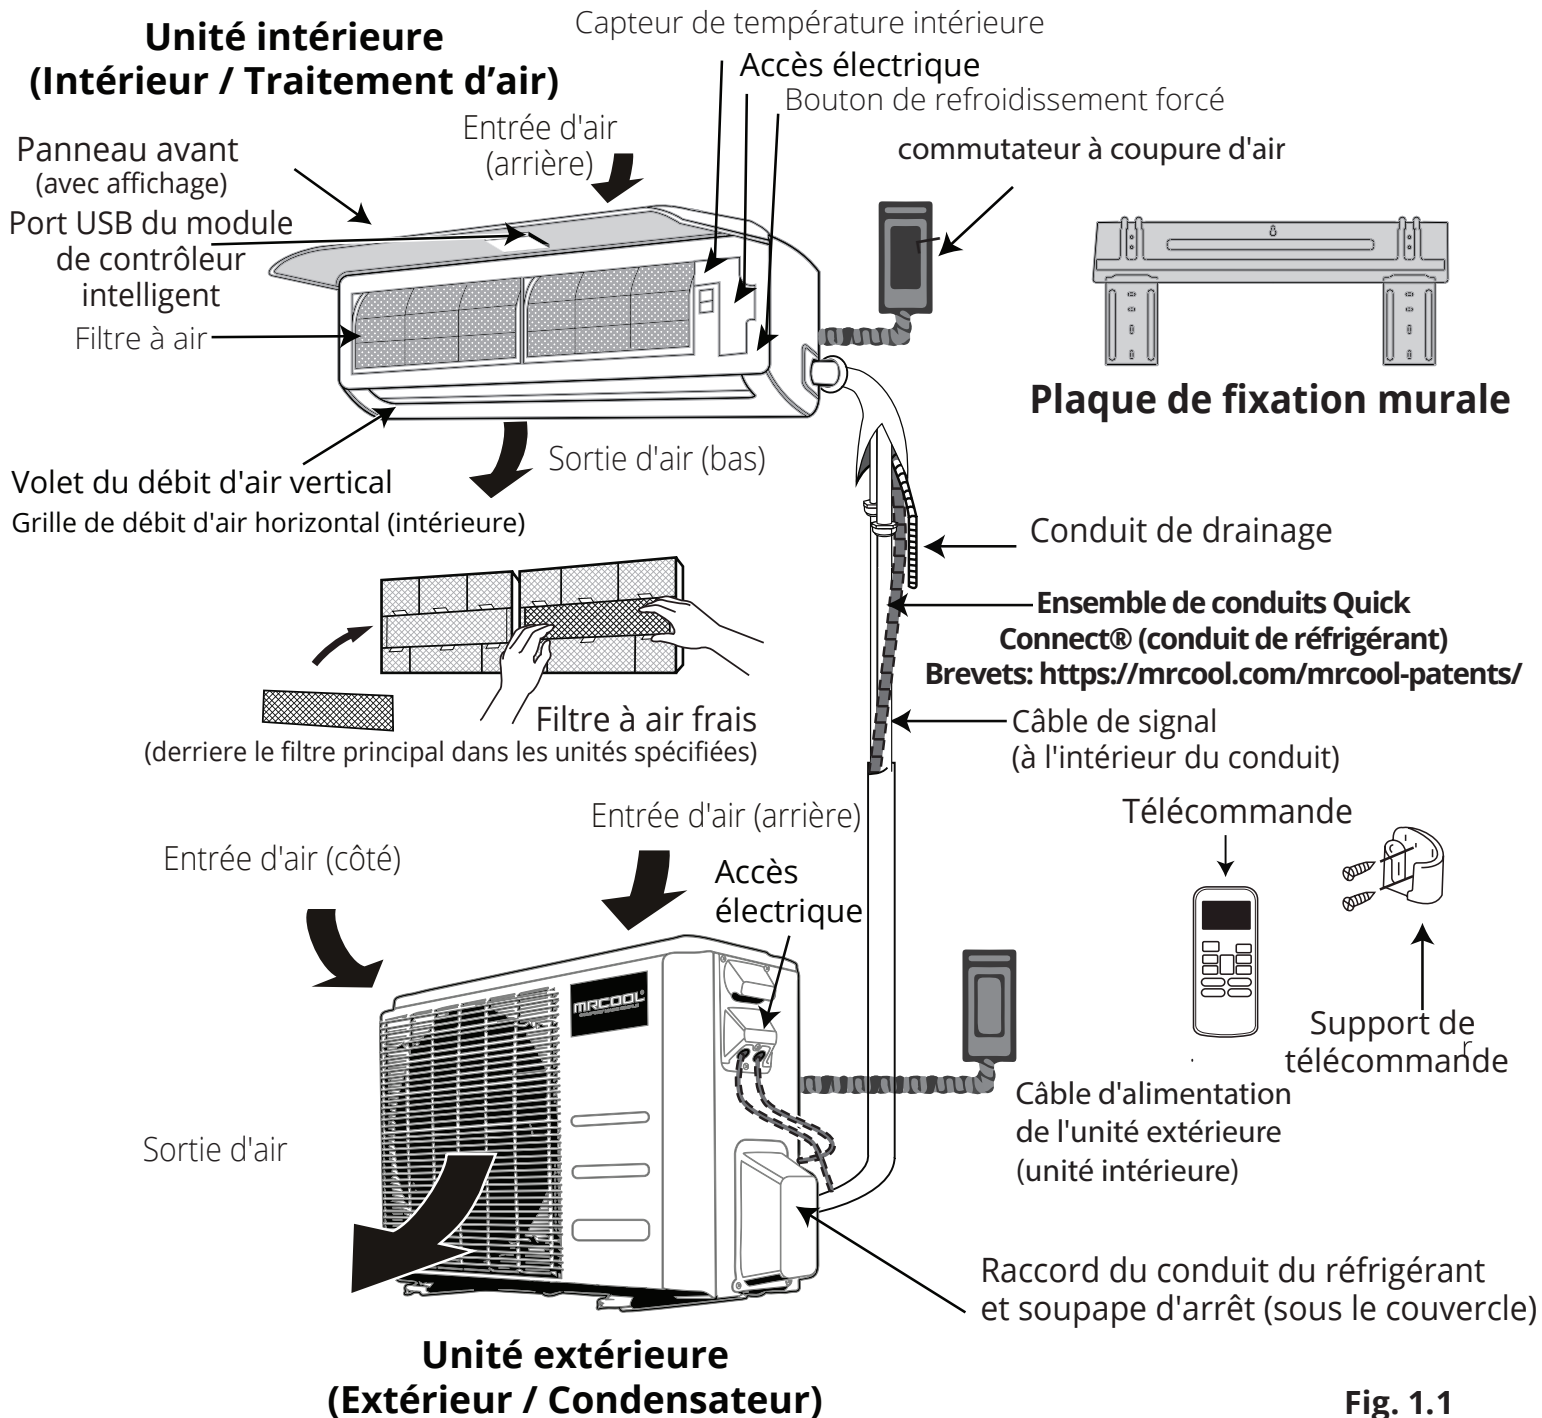 Unité intérieure
(Intérieur / Traitement d’air)
Capteur de température intérieure
Accès électrique
Bouton de refroidissement forcé
Entrée d'air
(arrière)
commutateur à coupure d'air
Panneau avant
(avec affichage)
Port USB du module
de contrôleur
intelligent
Filtre à air
Plaque de fixation murale
Sortie d'air (bas)
Volet du débit d'air vertical
Grille de débit d'air horizontal (intérieure)
Conduit de drainage
Ensemble de conduits Quick
Connect® (conduit de réfrigérant)
Brevets: https://mrcool.com/mrcool-patents/
Filtre à air frais
(derriere le filtre principal dans les unités spécifiées)
Câble de signal
(à l'intérieur du conduit)
Entrée d'air (arrière)
Télécommande
Entrée d'air (côté)
Accès
électrique
MRCOOL®
Support de
télécommande
r
Câble d'alimentation
de l'unité extérieure
(unité intérieure)
Sortie d'air
Raccord du conduit du réfrigérant
et soupape d'arrêt (sous le couvercle)
Unité extérieure
(Extérieur / Condensateur)
Fig. 1.1